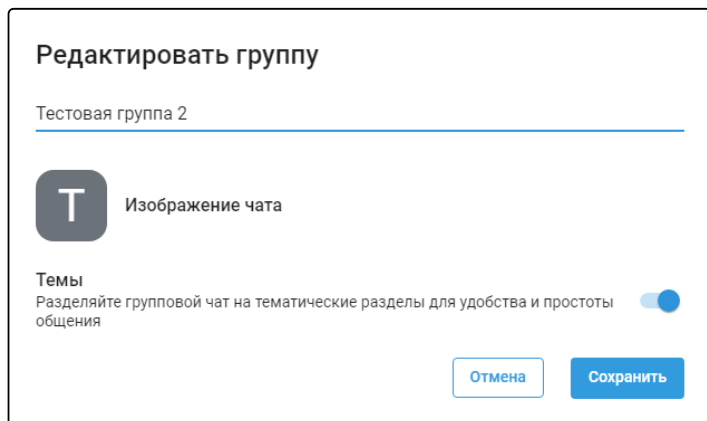 Редактировать группу
Тестовая группа 2
Т
Изображение чата
Темы
Разделяйте групповой чат на тематические разделы для удобства и простоты
общения
Отмена
Сохранить